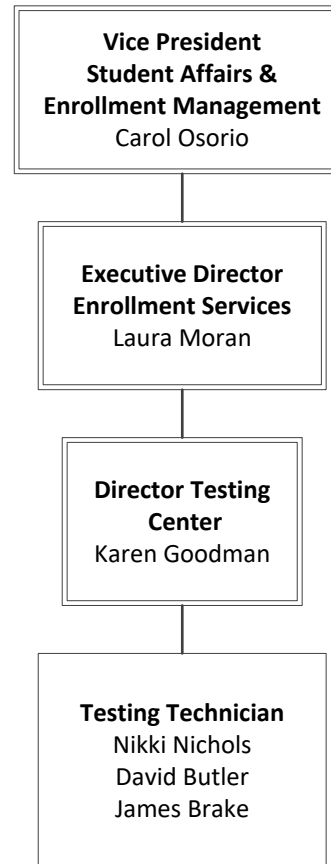 Vice President
Student Affairs &
Enrollment Management
Carol Osorio
Executive Director
Enrollment Services
Laura Moran
Director Testing
Center
Karen Goodman
Testing Technician
Nikki Nichols
David Butler
James Brake